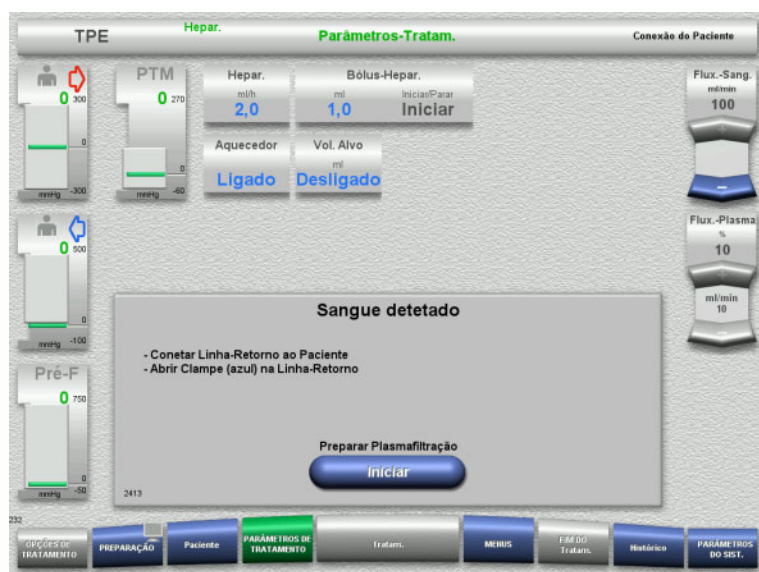 TPE
Hepar.
Parâmetros-Tratam.
Conexão do Paciente
0 300
0
mmHg -300
PTM
0 270
0
mmHg -60
Hepar.
ml/h
2,0
Bólus-Hepar.
ml Iniciar/Parar
1,0 Iniciar
Aquecedor
Ligado
Vol. Alvo
ml
Desligado
Flux.-Sang.
ml/min
100
+
-
0 500
0
mmHg -100
Flux.-Plasma
%
10
+
ml/min
10
-
Pré-F
0 750
0
mmHg -50
Sangue detetado
- Conetar Linha-Retorno ao Paciente
- Abrir Clampe (azul) na Linha-Retorno
Preparar Plasmafiltração
Iniciar
2413
232
OPÇÕES DE
TRATAMENTO
PREPARAÇÃO
Paciente
PARÂMETROS DE
TRATAMENTO
Tratam.
MENUS
FIM DO
Tratam.
Histórico
PARÂMETROS
DO SIST.